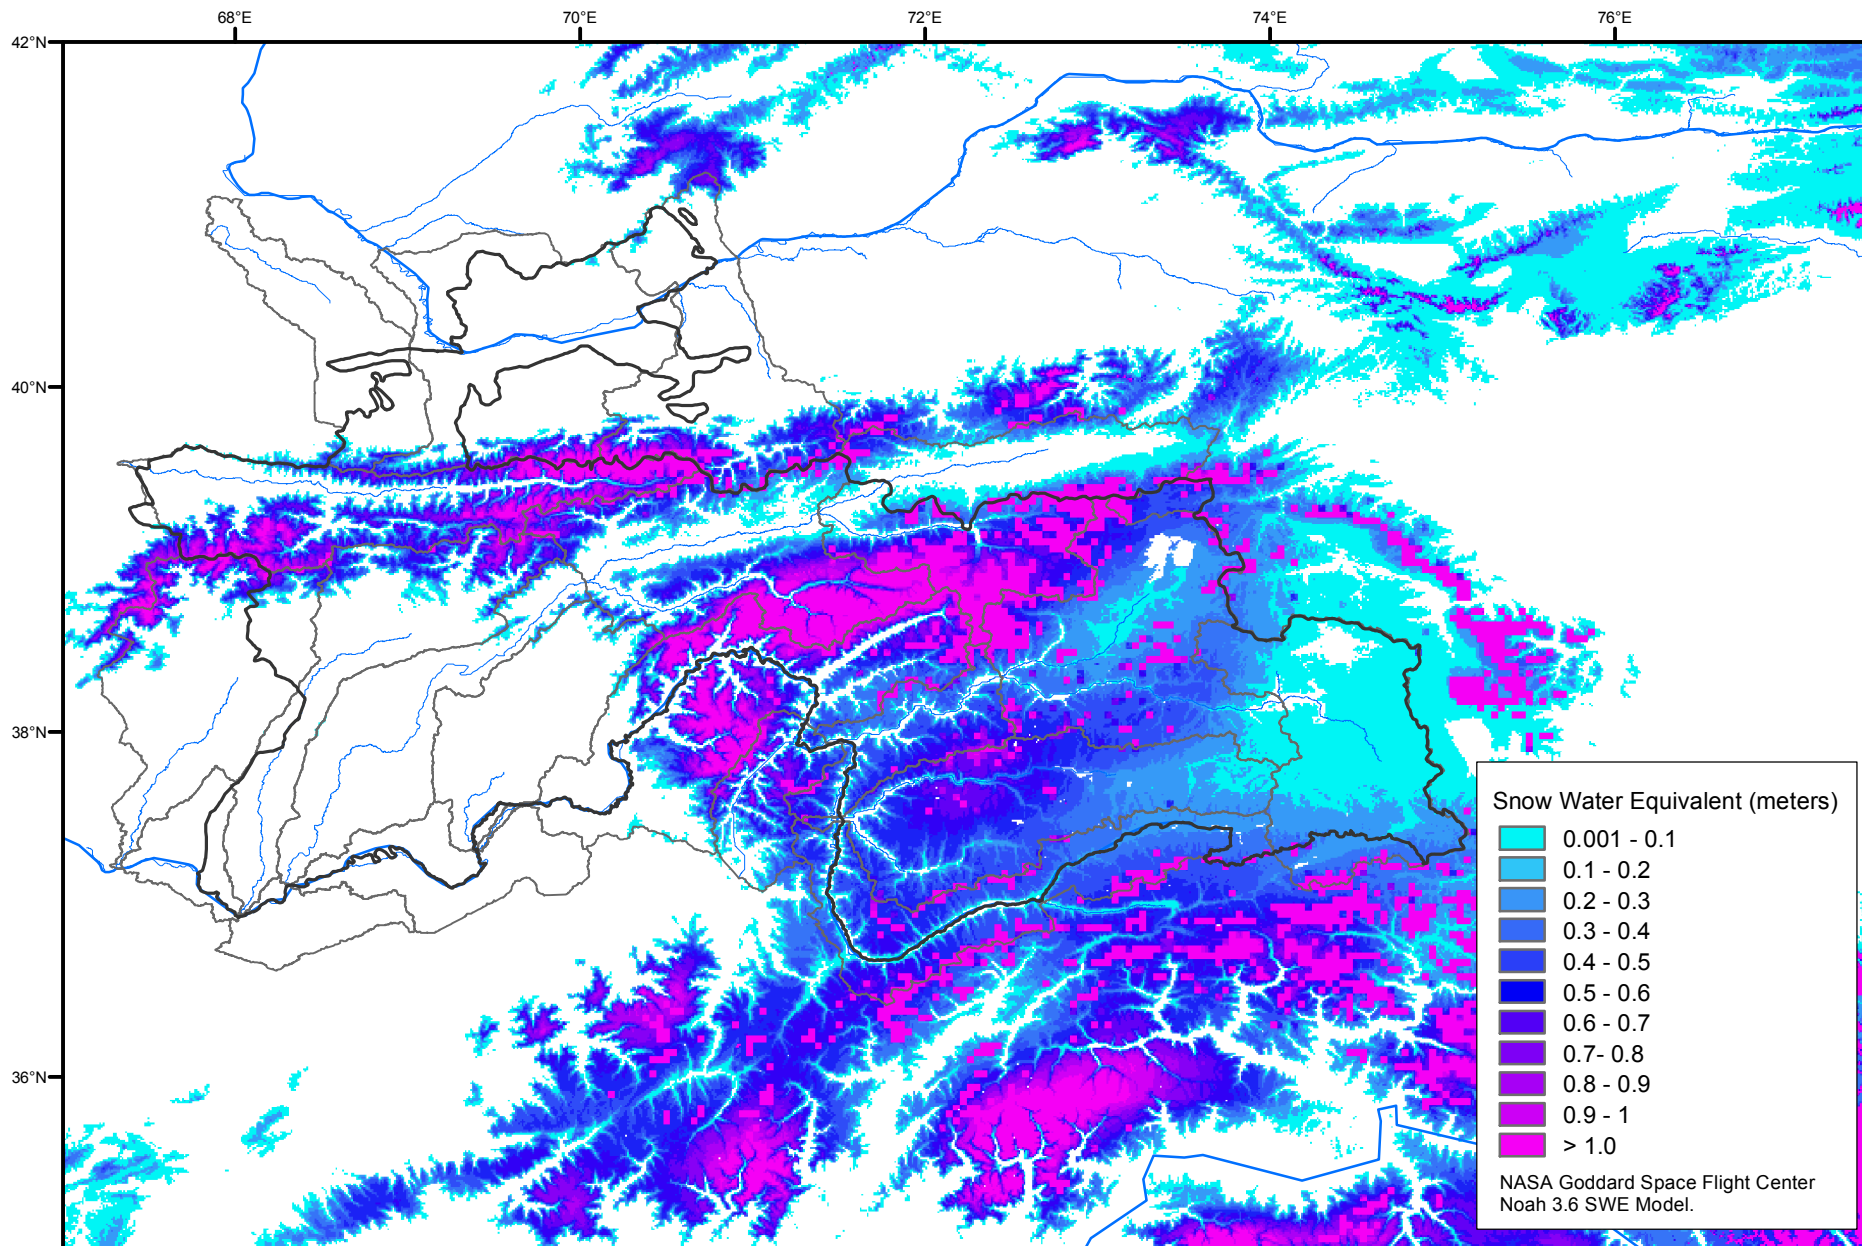 68°E 70°E 72°E 74°E 76°E
42°N
40°N
38°N
36°N
Snow Water Equivalent (meters)
0.001 - 0.1
0.1 - 0.2
0.2 - 0.3
0.3 - 0.4
0.4 - 0.5
0.5 - 0.6
0.6 - 0.7
0.7- 0.8
0.8 - 0.9
0.9 - 1
> 1.0
NASA Goddard Space Flight Center
Noah 3.6 SWE Model.